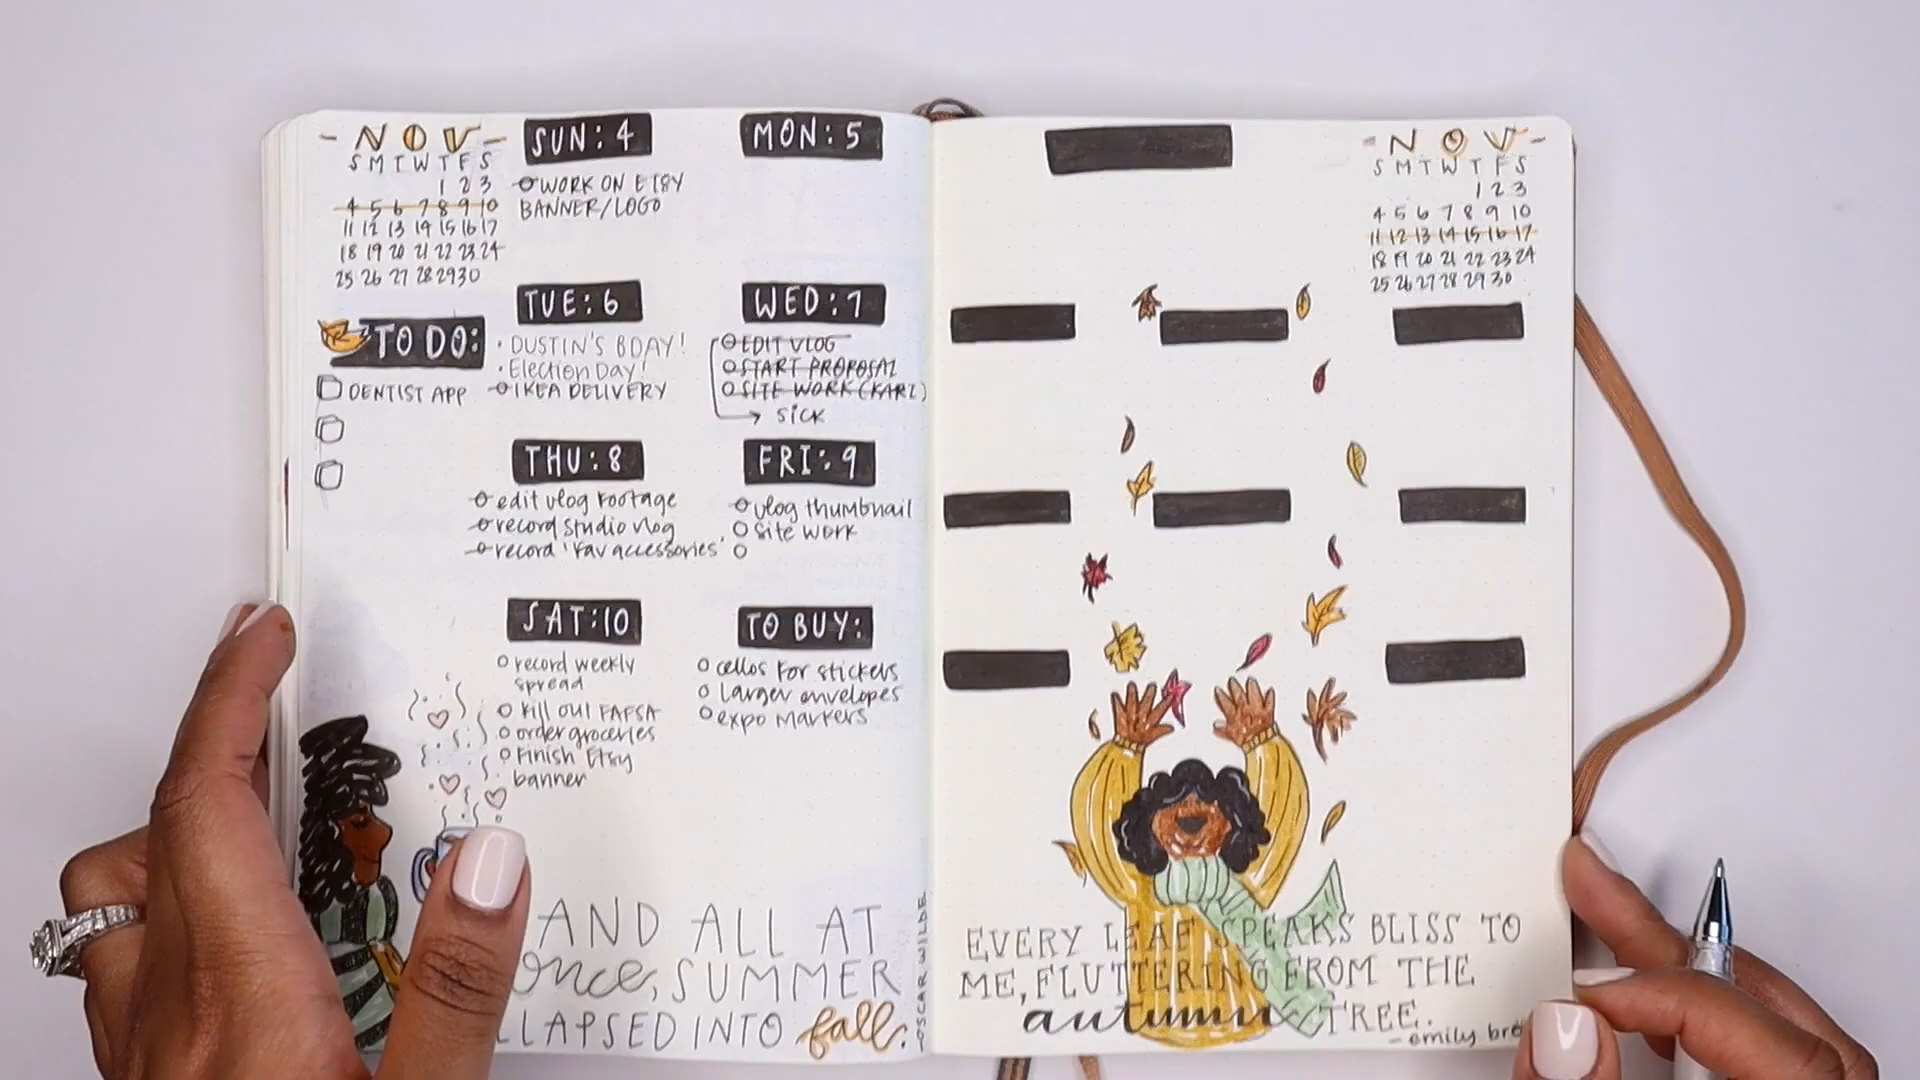 - NOV -
S M T W T F S
1 2 3
4 5 6 7 8 9 10
11 12 13 14 15 16 17
18 19 20 21 22 23 24
25 26 27 28 29 30
TO DO:
DENTIST APP
SUN: 4
WORK ON ETSY
BANNER/LOGO
MON: 5
TUE: 6
• DUSTIN'S BDAY!
• Election Day!
IKEA DELIVERY
WED: 7
EDIT VLOG
START PROPOSAL
SITE WORK (KARI)
→ SICK
THU: 8
edit vlog footage
record studio vlog
record 'fav accessories'
FRI: 9
vlog thumbnail
site work
SAT: 10
record weekly
spread
fill out FAFSA
order groceries
Finish Etsy
banner
TO BUY:
cellos for stickers
larger envelopes
expo markers
AND ALL AT
once, SUMMER
LLAPSED INTO fall.
OSCAR WILDE
- NOV -
S M T W T F S
1 2 3
4 5 6 7 8 9 10
11 12 13 14 15 16 17
18 19 20 21 22 23 24
25 26 27 28 29 30
EVERY LEAF SPEAKS BLISS TO
ME, FLUTTERING FROM THE
autumn TREE.
- emily bro